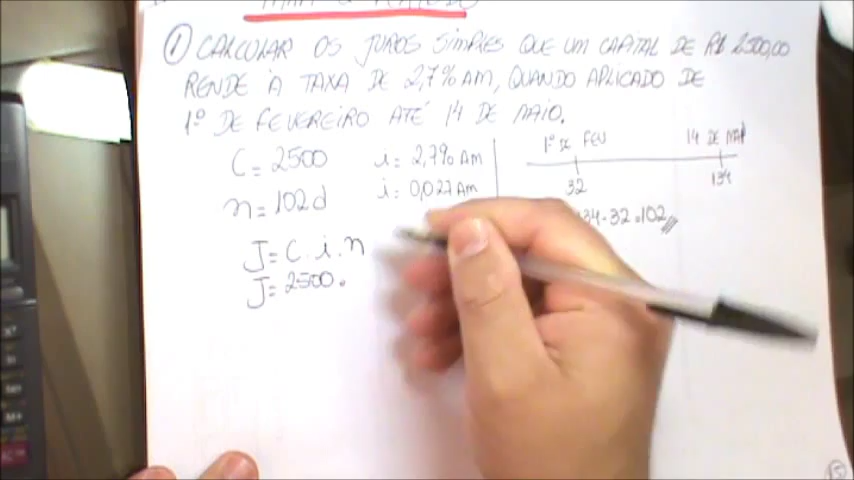 ① CALCULAR OS JUROS SIMPLES QUE UM CAPITAL DE R$ 2500,00
RENDE À TAXA DE 2,7% AM, QUANDO APLICADO DE
1º DE FEVEREIRO ATÉ 14 DE MAIO.
C = 2500
i = 2,7% AM
n = 102d
i = 0,027 AM
J = C . i . n
J = 2500 .
1º DE FEV
14 DE MAI
32
134
34-32=102